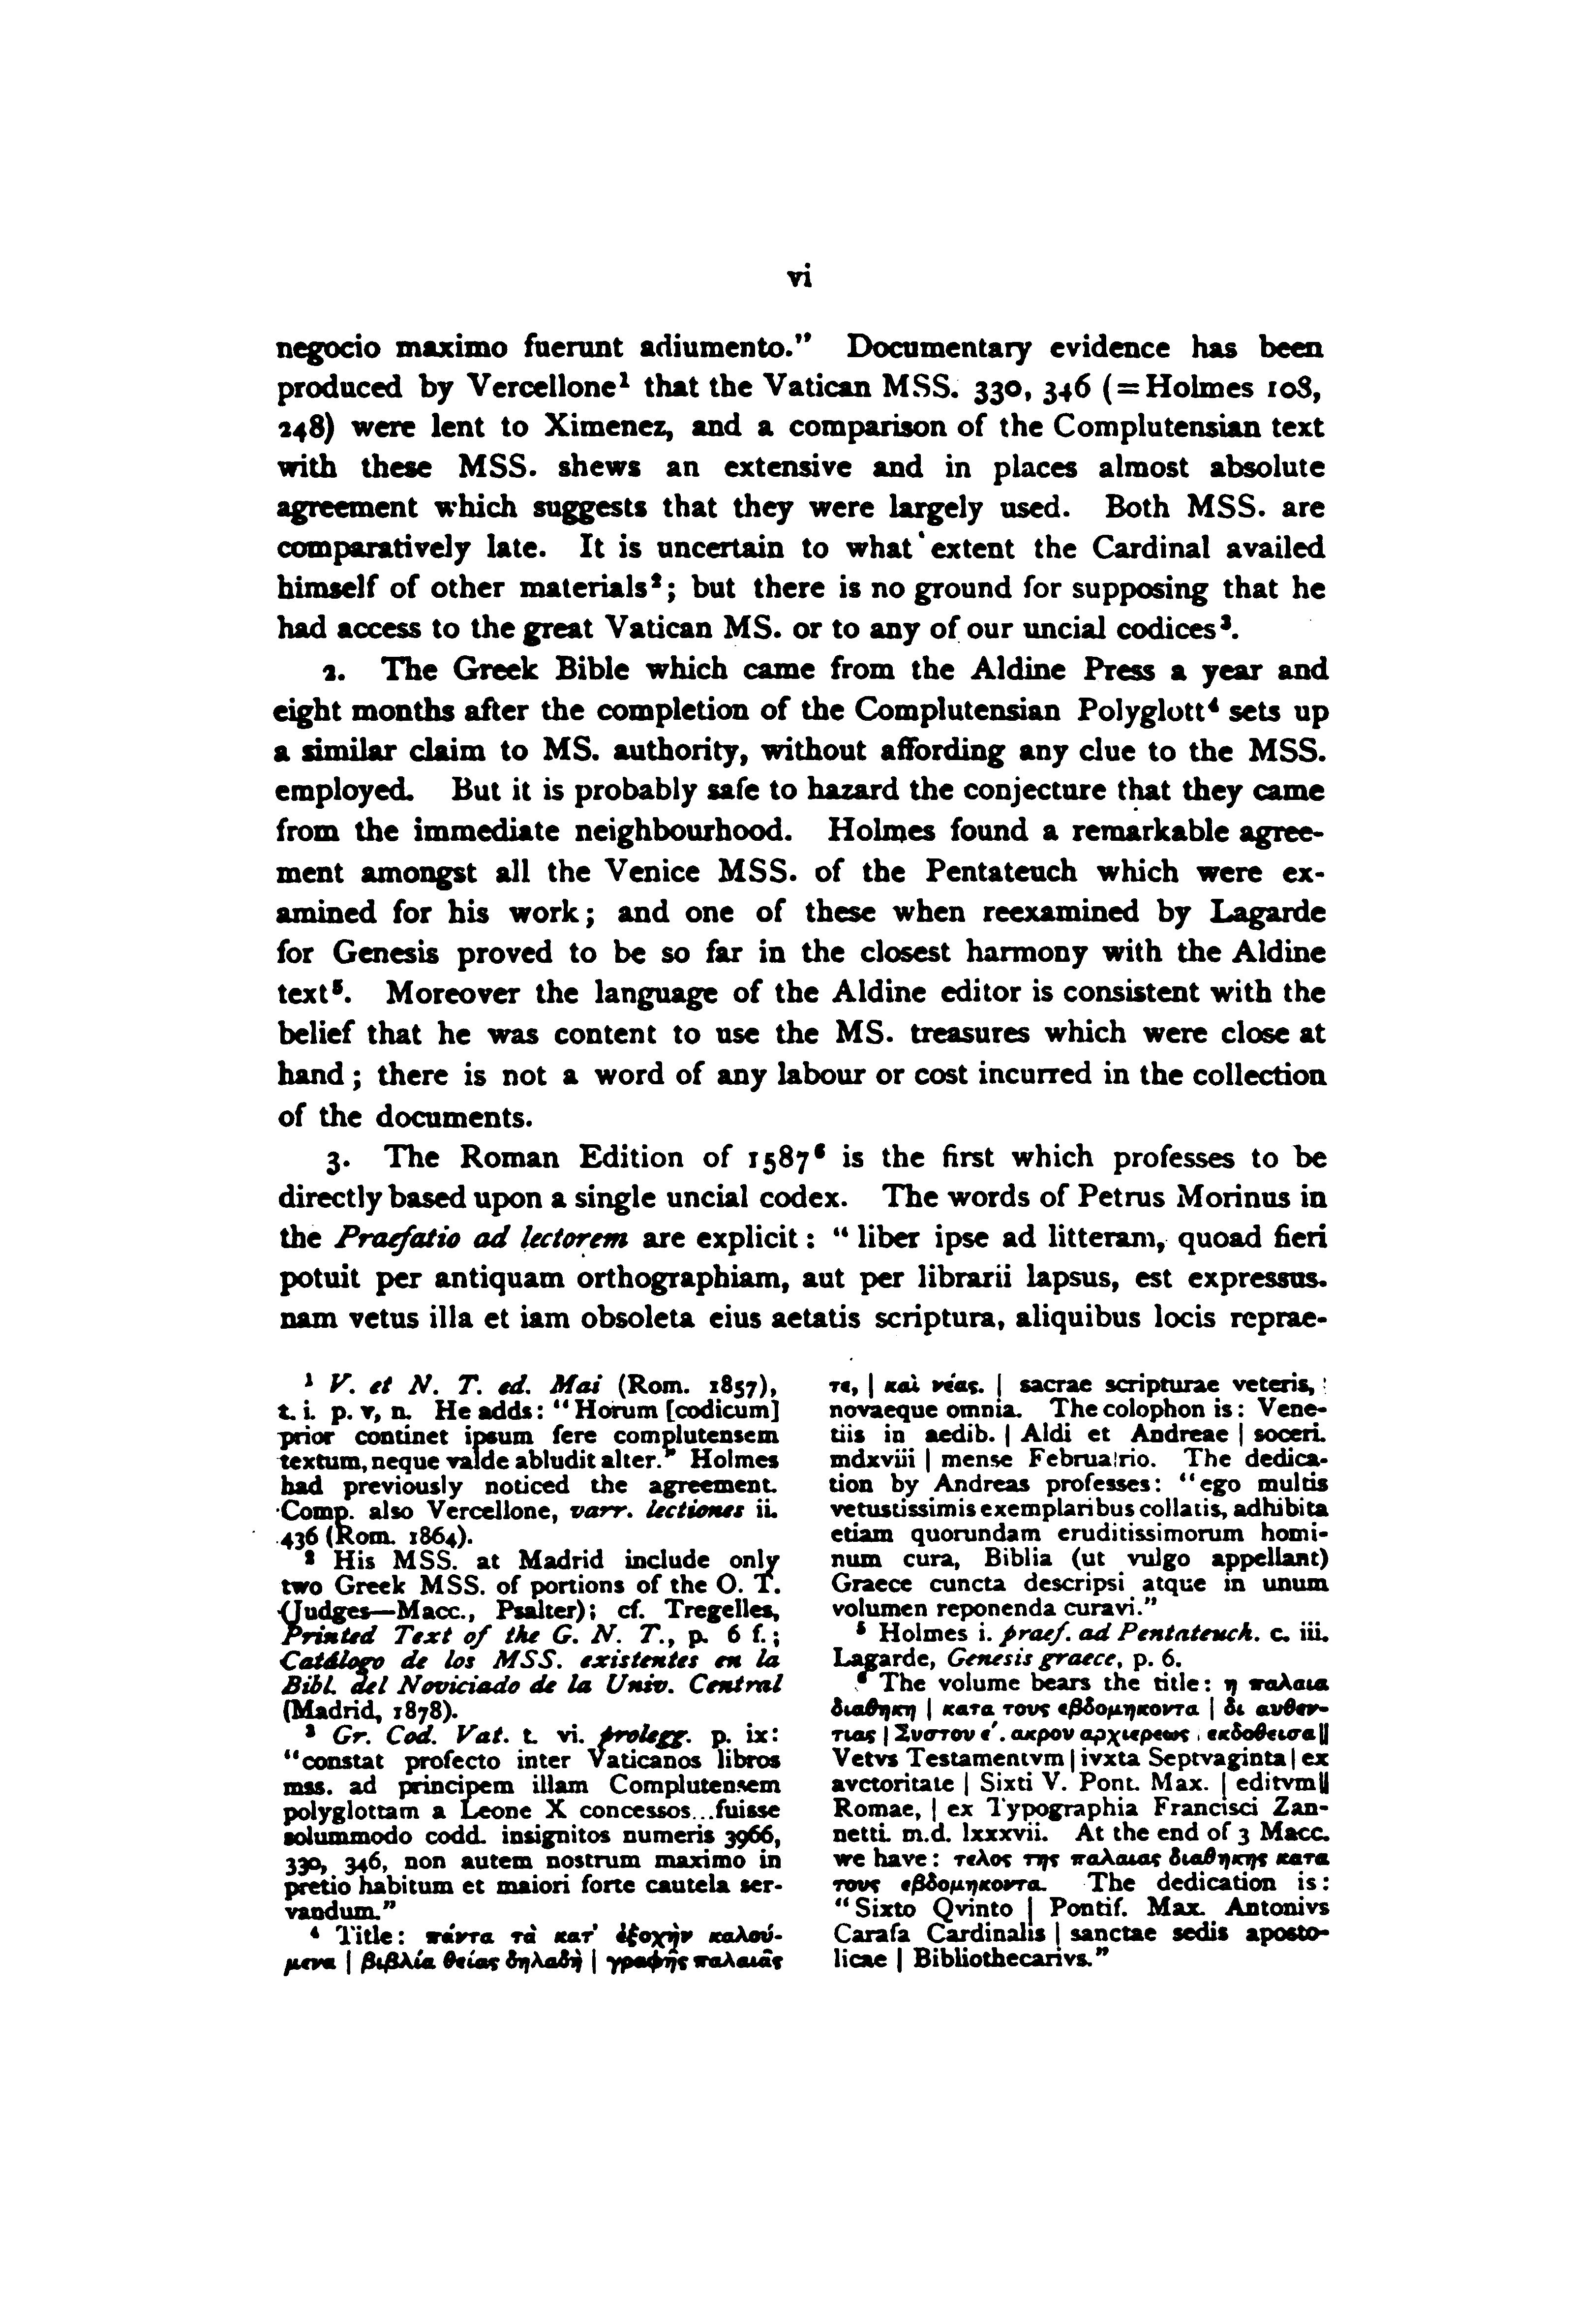 vi
negocio maximo fuerunt adiumento." Documentary evidence has been
produced by Vercellone¹ that the Vatican MSS. 330, 346 (=Holmes 108,
248) were lent to Ximenez, and a comparison of the Complutensian text
with these MSS. shews an extensive and in places almost absolute
agreement which suggests that they were largely used. Both MSS. are
comparatively late. It is uncertain to what extent the Cardinal availed
himself of other materials²; but there is no ground for supposing that he
had access to the great Vatican MS. or to any of our uncial codices³.
2. The Greek Bible which came from the Aldine Press a year and
eight months after the completion of the Complutensian Polyglott⁴ sets up
a similar claim to MS. authority, without affording any clue to the MSS.
employed. But it is probably safe to hazard the conjecture that they came
from the immediate neighbourhood. Holmes found a remarkable agree-
ment amongst all the Venice MSS. of the Pentateuch which were ex-
amined for his work; and one of these when reexamined by Lagarde
for Genesis proved to be so far in the closest harmony with the Aldine
text⁵. Moreover the language of the Aldine editor is consistent with the
belief that he was content to use the MS. treasures which were close at
hand; there is not a word of any labour or cost incurred in the collection
of the documents.
3. The Roman Edition of 1587⁶ is the first which professes to be
directly based upon a single uncial codex. The words of Petrus Morinus in
the Praefatio ad lectorem are explicit: "liber ipse ad litteram, quoad fieri
potuit per antiquam orthographiam, aut per librarii lapsus, est expressus.
nam vetus illa et iam obsoleta eius aetatis scriptura, aliquibus locis reprae-
¹ V. et N. T. ed. Mai (Rom. 1857),
t. i. p. v, n. He adds: "Horum [codicum]
prior continet ipsum fere complutensem
textum, neque valde abludit alter." Holmes
had previously noticed the agreement.
Comp. also Vercellone, varr. lectiones ii.
436 (Rom. 1864).
² His MSS. at Madrid include only
two Greek MSS. of portions of the O. T.
(Judges—Macc., Psalter); cf. Tregelles,
Printed Text of the G. N. T., p. 6 f.;
Catálogo de los MSS. existentes en la
Bibl. del Noviciado de la Univ. Central
(Madrid, 1878).
³ Gr. Cod. Vat. t. vi. prolegg. p. ix:
"constat profecto inter Vaticanos libros
mss. ad principem illam Complutensem
polyglottam a Leone X concessos...fuisse
solummodo codd. insignitos numeris 3966,
330, 346, non autem nostrum maximo in
pretio habitum et maiori forte cautela ser-
vandum."
⁴ Title: πάντα τὰ κατ' ἐξοχὴν καλού-
μενα | βιβλία θείας δηλαδὴ | γραφῆς παλαιᾶς
τε, | καὶ νέας. | sacrae scripturae veteris,
novaeque omnia. The colophon is: Vene-
tiis in aedib. | Aldi et Andreae | soceri.
mdxviii | mense Februa|rio. The dedica-
tion by Andreas professes: "ego multis
vetustissimis exemplaribus collatis, adhibita
etiam quorundam eruditissimorum homi-
num cura, Biblia (ut vulgo appellant)
Graece cuncta descripsi atque in unum
volumen reponenda curavi."
⁵ Holmes i. praef. ad Pentateuch. c. iii.
Lagarde, Genesis graece, p. 6.
⁶ The volume bears the title: η παλαια
διαθηκη | κατα τους εβδομηκοντα | δι αυθεν-
τιας | Ξυστου ε′. ακρου αρχιερεως . εκδοθεισα||
Vetvs Testamentvm | ivxta Septvaginta | ex
avctoritate | Sixti V. Pont. Max. | editvm||
Romae, | ex Typographia Francisci Zan-
netti. m.d. lxxxvii. At the end of 3 Macc.
we have: τελος της παλαιας διαθηκης κατα
τους εβδομηκοντα. The dedication is:
"Sixto Qvinto | Pontif. Max. Antonivs
Carafa Cardinalis | sanctae sedis aposto-
licae | Bibliothecarivs."